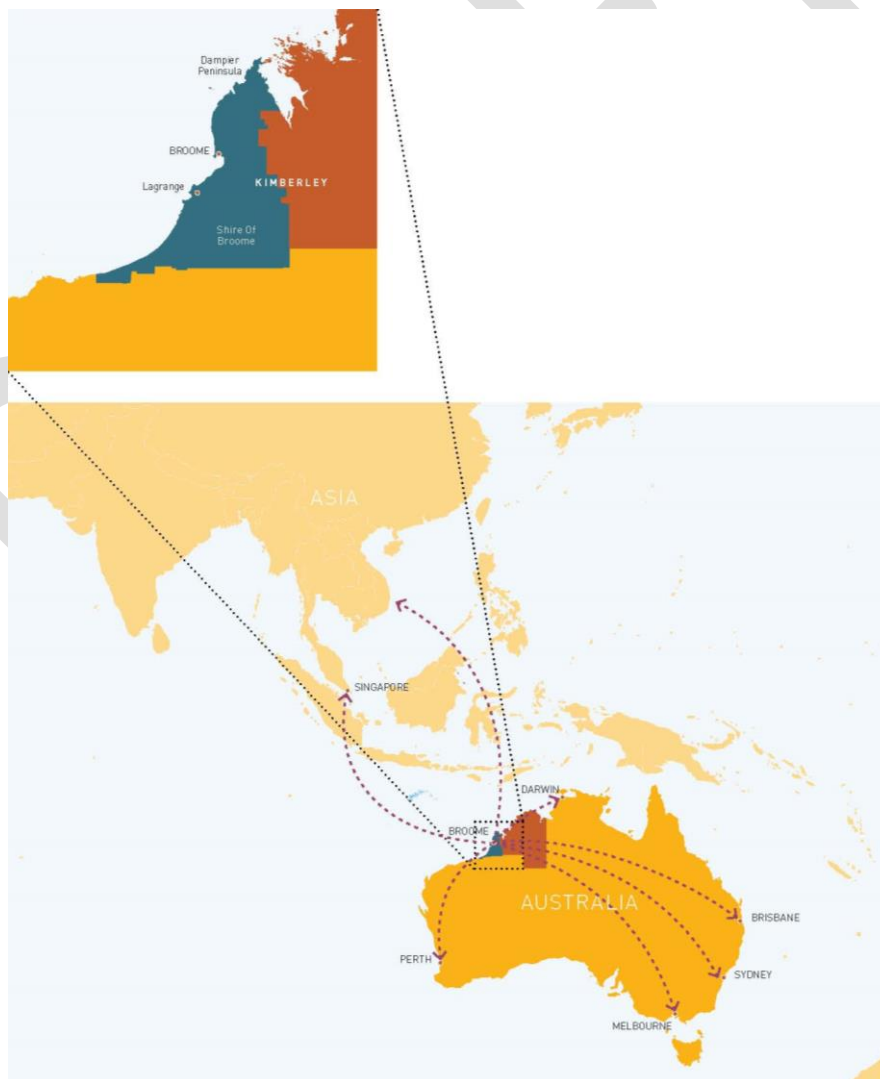 Dampier
Peninsula
BROOME
Lagrange
KIMBERLEY
Shire Of
Broome
ASIA
SINGAPORE
DARWIN
BROOME
AUSTRALIA
BRISBANE
PERTH
SYDNEY
MELBOURNE